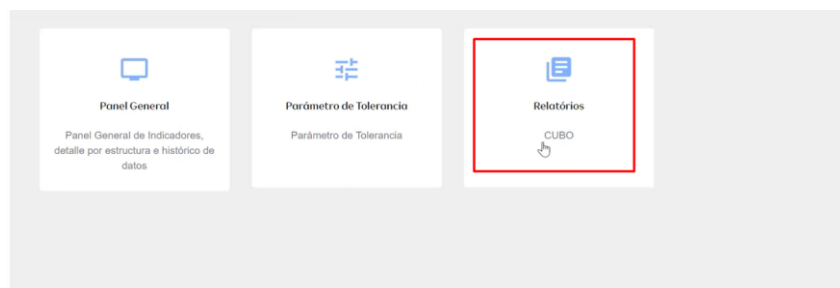 Panel General
Panel General de Indicadores,
detalle por estructura e histórico de
datos
Parámetro de Tolerancia
Parámetro de Tolerancia
Relatórios
CUBO